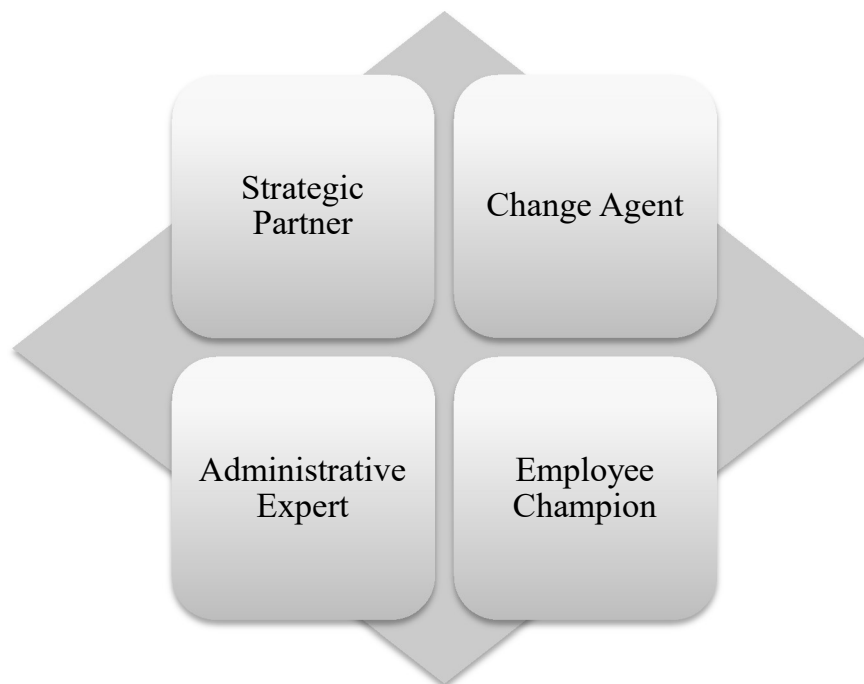 Strategic
Partner
Change Agent
Administrative
Expert
Employee
Champion